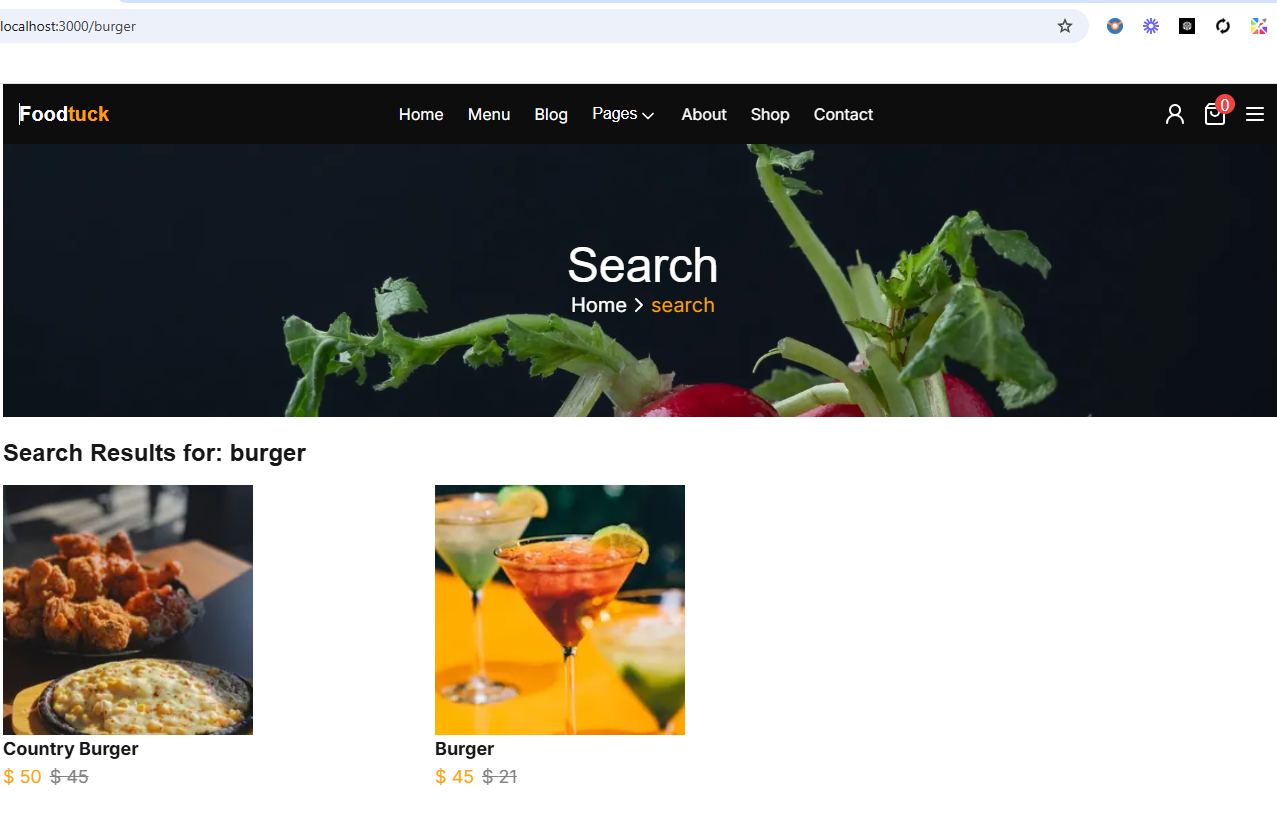 localhost:3000/burger
Foodtuck Home Menu Blog Pages About Shop Contact 0
Search
Home > search
Search Results for: burger
Country Burger
$ 50 $ 45
Burger
$ 45 $ 21